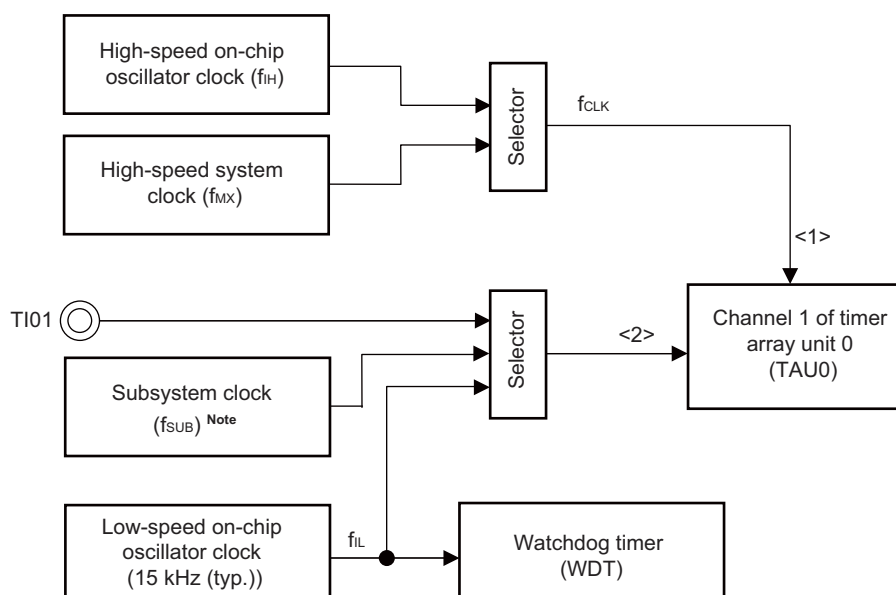 High-speed on-chip
oscillator clock (fIH)
High-speed system
clock (fMX)
Selector
fCLK
<1>
TI01
Subsystem clock
(fSUB) Note
Selector
<2>
Channel 1 of timer
array unit 0
(TAU0)
Low-speed on-chip
oscillator clock
(15 kHz (typ.))
fIL
Watchdog timer
(WDT)